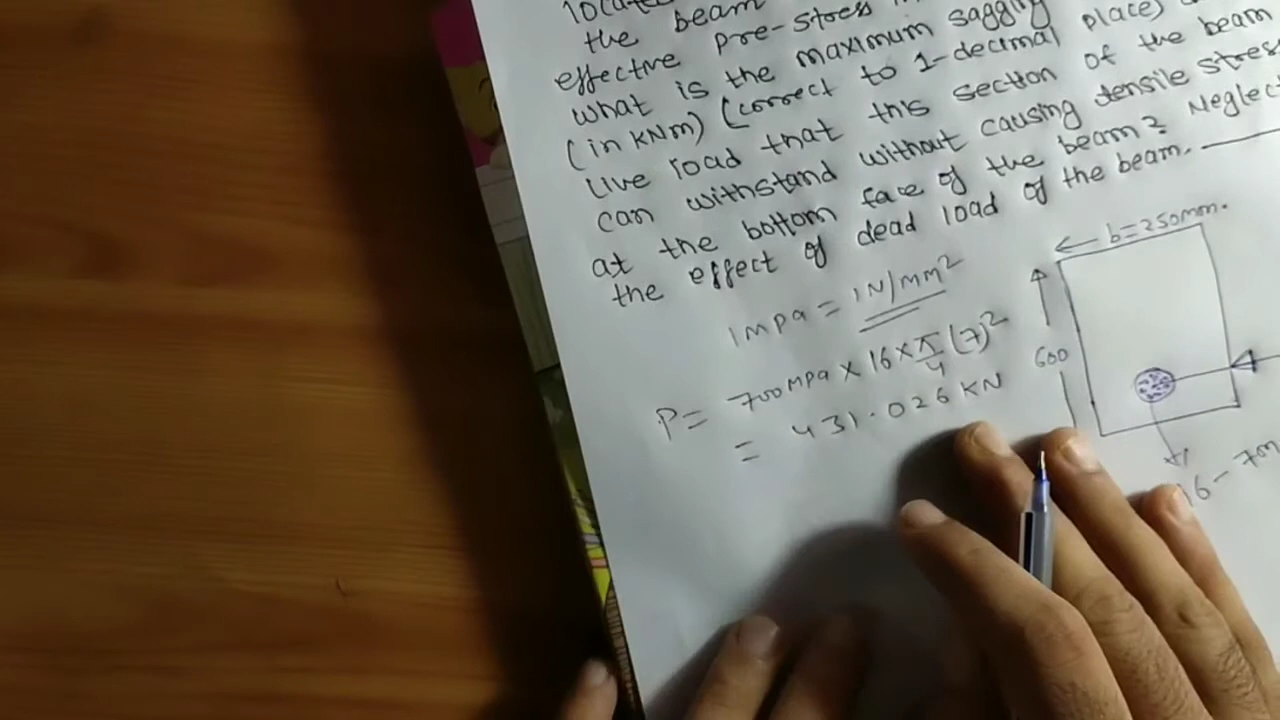 the beam
effective pre-stress
what is the maximum sagging
(in kNm) (correct to 1-decimal place)
Live load that this section of the beam
can withstand without causing tensile stress
at the bottom face of the beam? Neglect
the effect of dead load of the beam.
b=250mm.
1mpa = 1N/mm²
600
P= 700MPa × 16 × π/4 (7)²
= 431.026 KN
16-7m